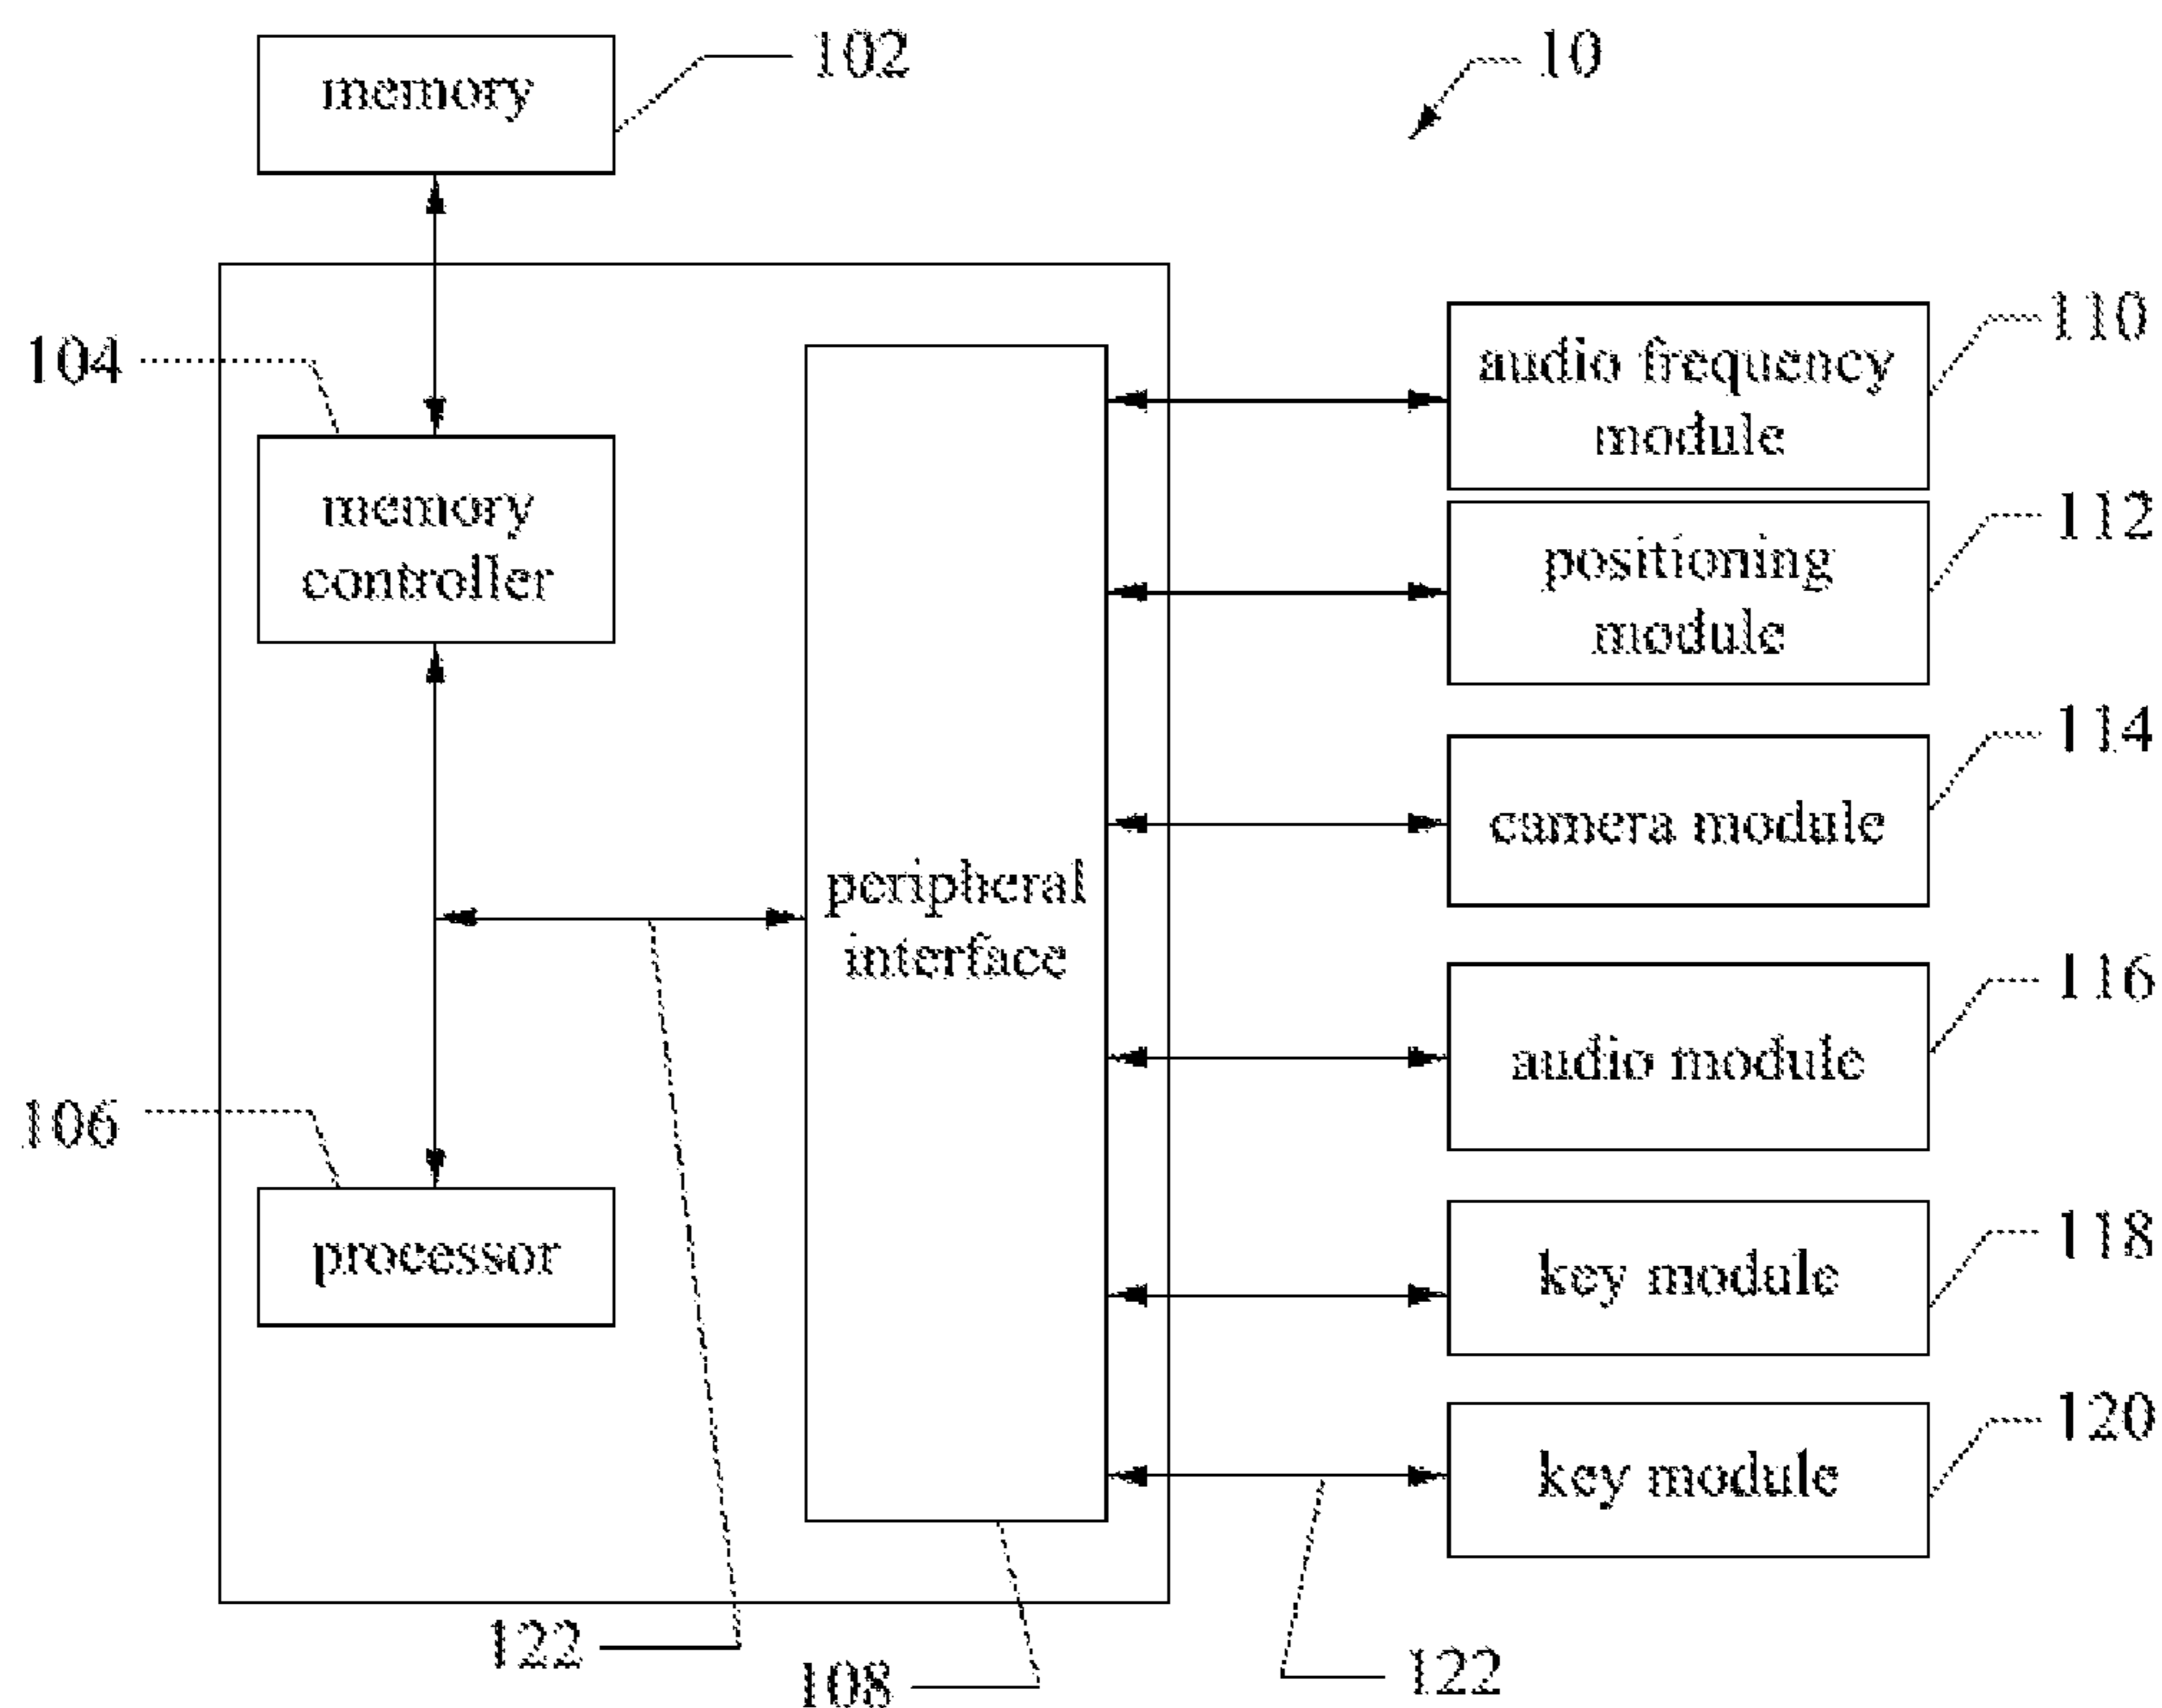 memory
102
10
104
memory
controller
106
processor
peripheral
interface
audio frequency
module
110
positioning
module
112
camera module
114
audio module
116
key module
118
key module
120
122
108
122